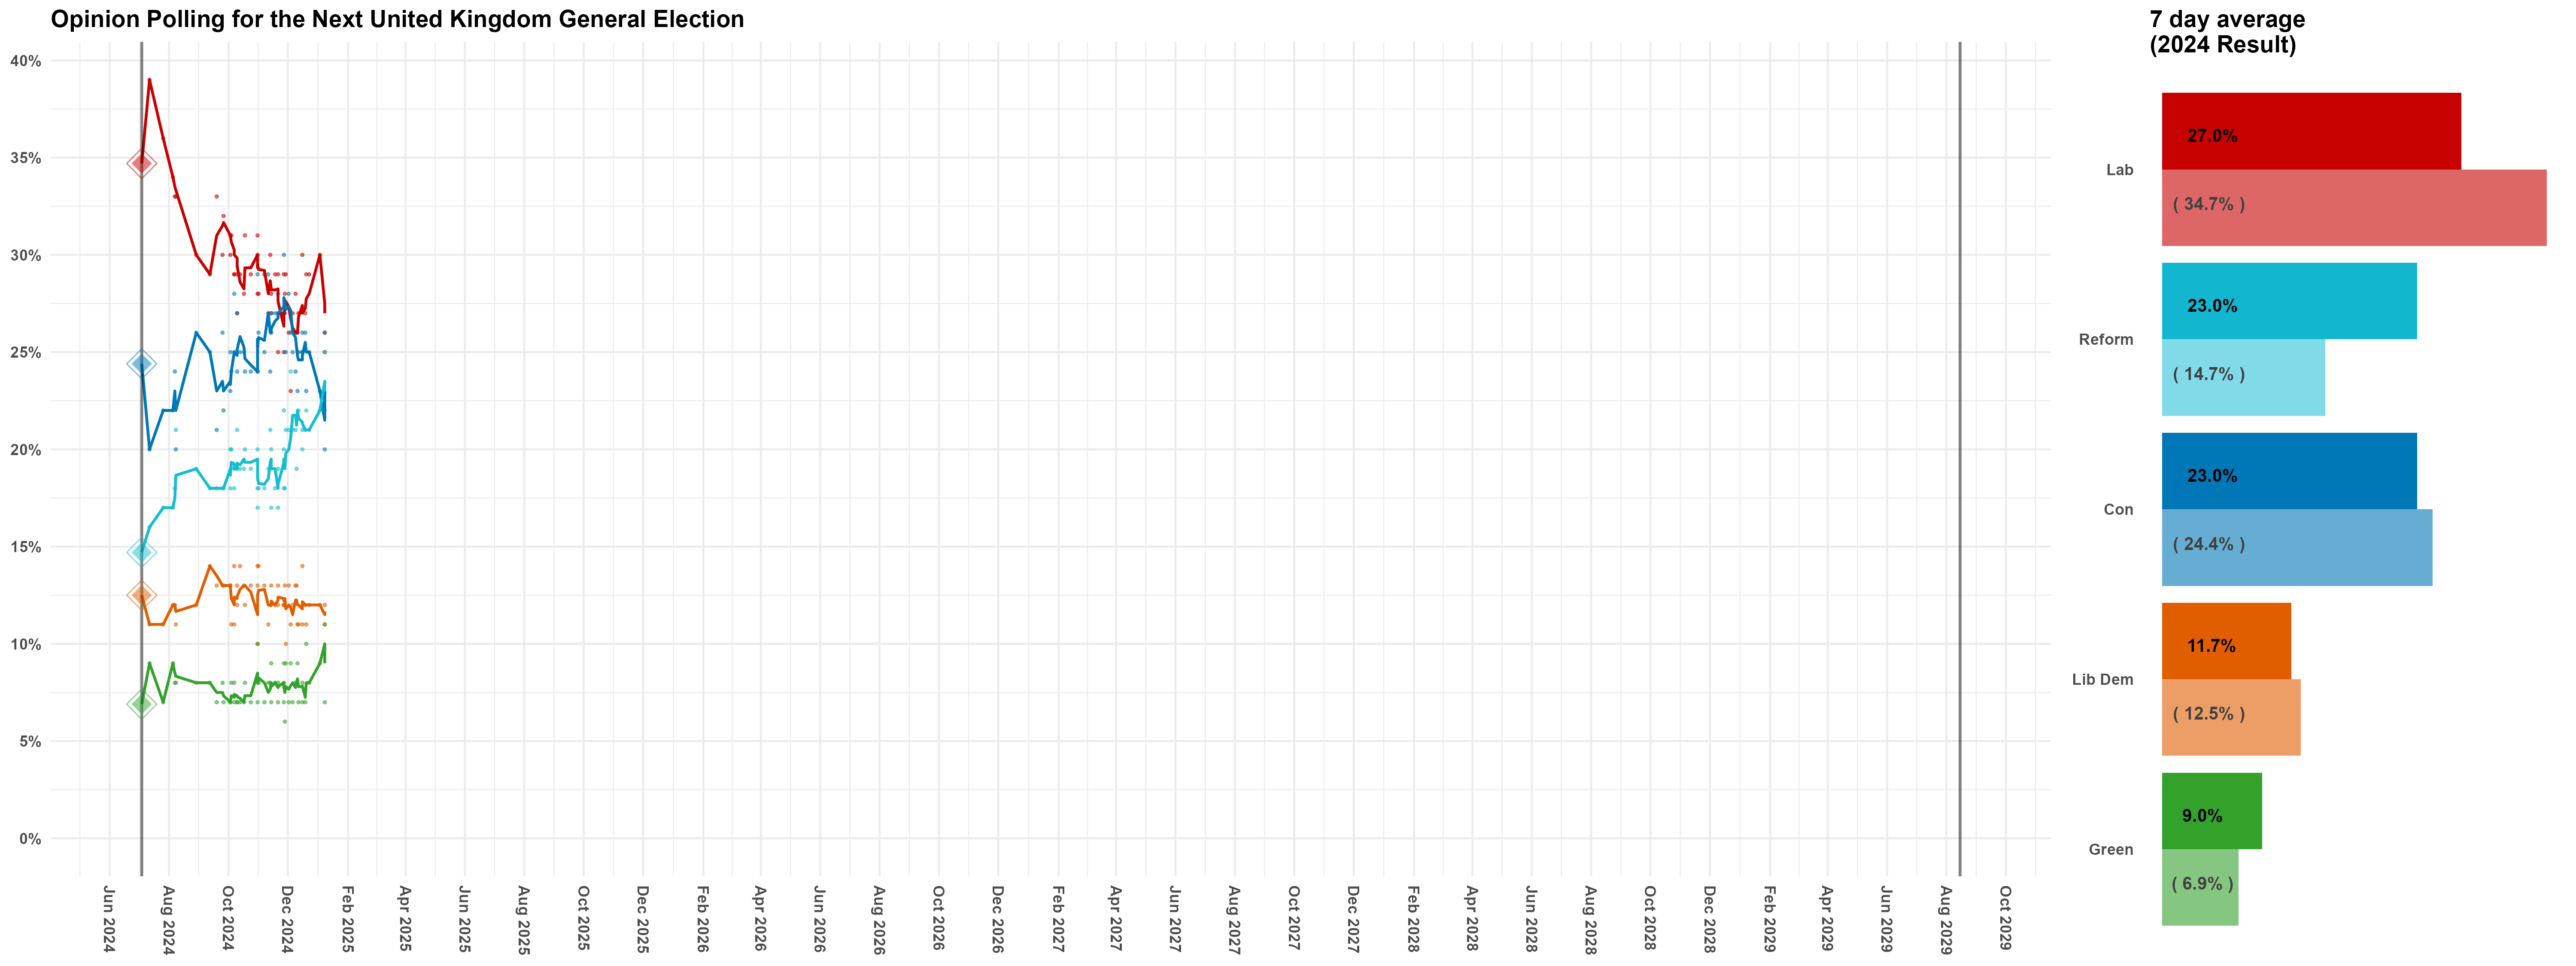 Opinion Polling for the Next United Kingdom General Election
40%
35%
30%
25%
20%
15%
10%
5%
0%
Jun 2024
Aug 2024
Oct 2024
Dec 2024
Feb 2025
Apr 2025
Jun 2025
Aug 2025
Oct 2025
Dec 2025
Feb 2026
Apr 2026
Jun 2026
Aug 2026
Oct 2026
Dec 2026
Feb 2027
Apr 2027
Jun 2027
Aug 2027
Oct 2027
Dec 2027
Feb 2028
Apr 2028
Jun 2028
Aug 2028
Oct 2028
Dec 2028
Feb 2029
Apr 2029
Jun 2029
Aug 2029
Oct 2029
7 day average
(2024 Result)
Lab
27.0%
( 34.7% )
Reform
23.0%
( 14.7% )
Con
23.0%
( 24.4% )
Lib Dem
11.7%
( 12.5% )
Green
9.0%
( 6.9% )